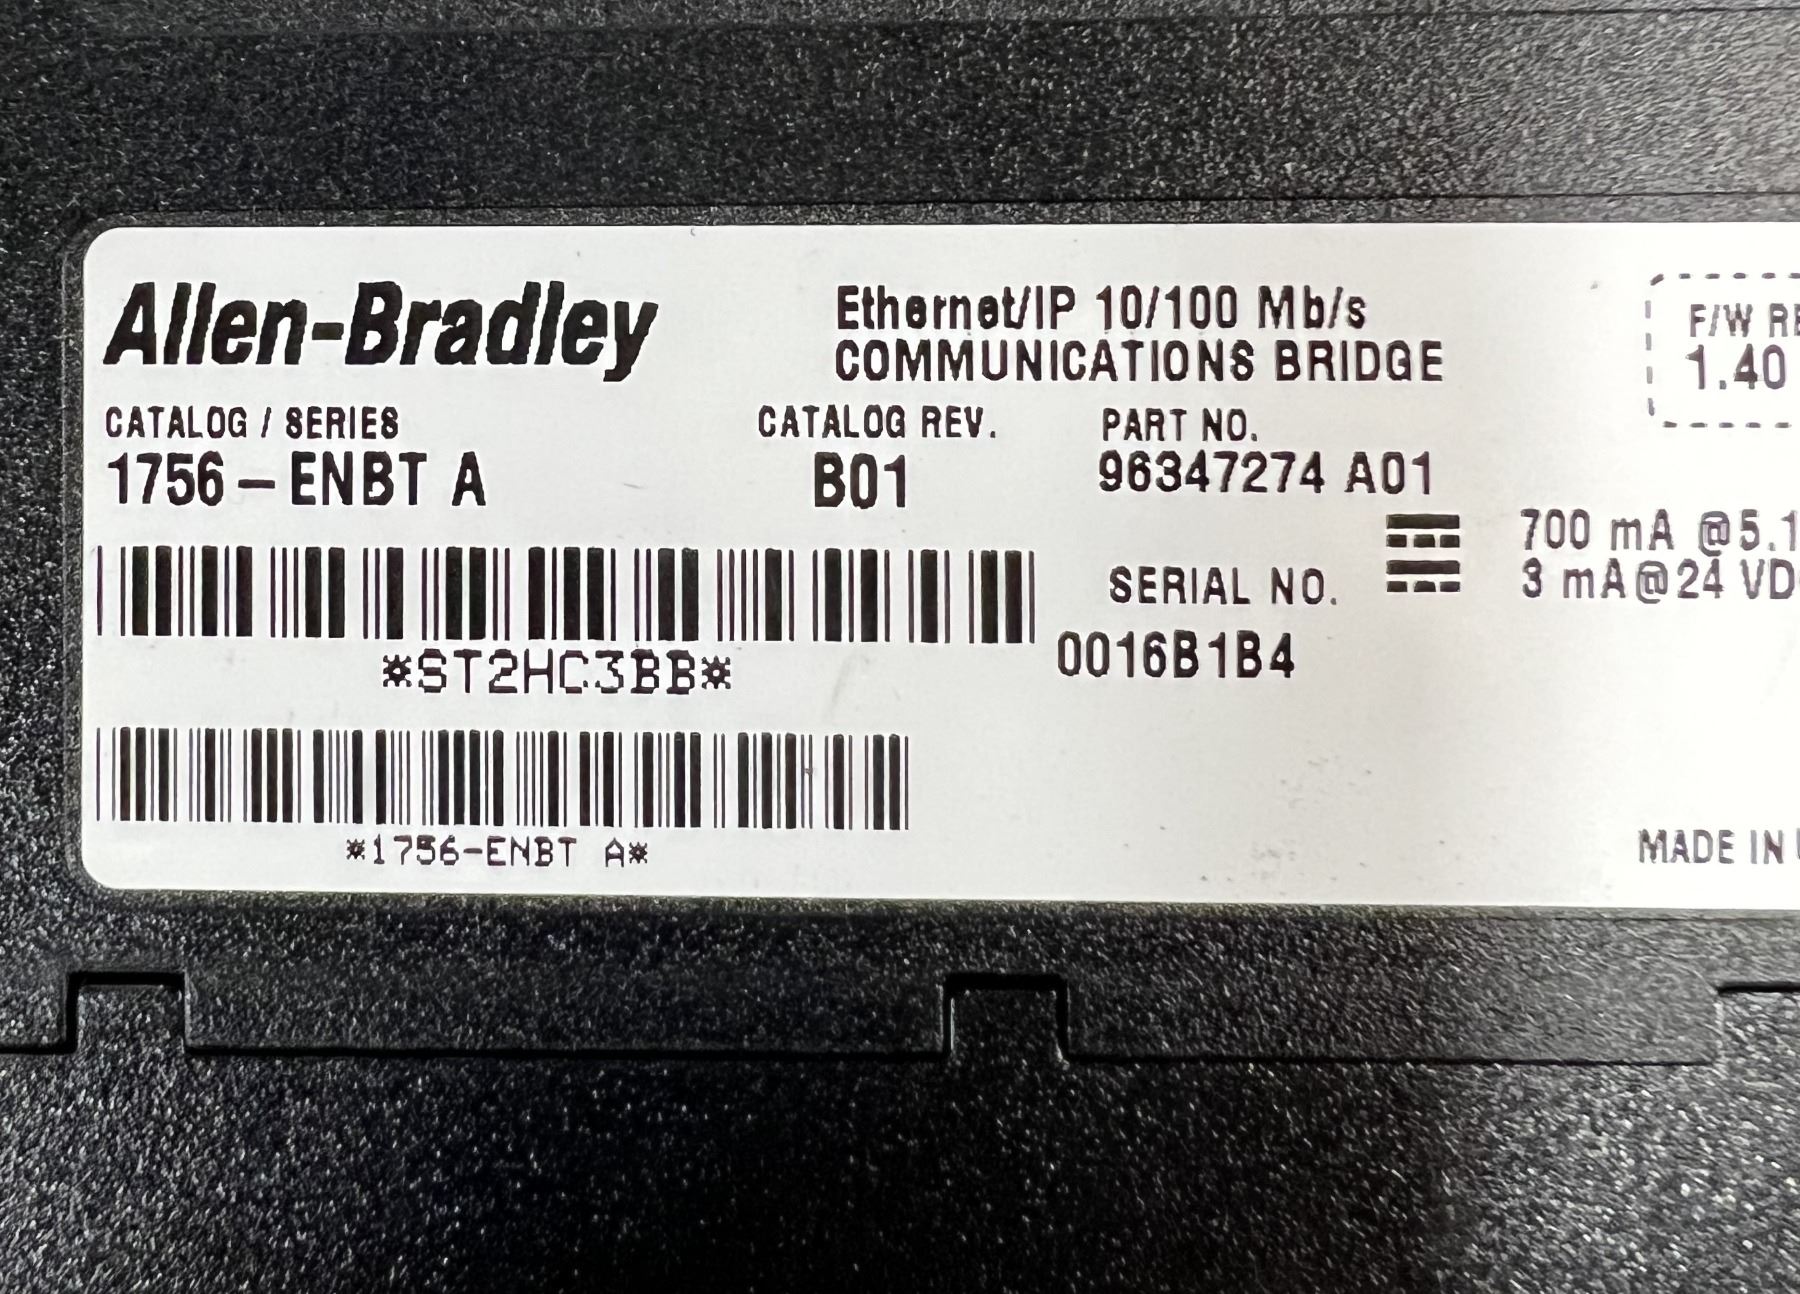 Allen-Bradley
Ethernet/IP 10/100 Mb/s
COMMUNICATIONS BRIDGE
F/W RE
1.40
CATALOG / SERIES
1756-ENBT A
CATALOG REV.
B01
PART NO.
96347274 A01
700 mA @5.1
3 mA@24 VD
SERIAL NO.
0016B1B4
*ST2HC3BB*
*1756-ENBT A*
MADE IN